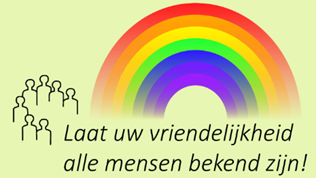 Laat uw vriendelijkheid
alle mensen bekend zijn!